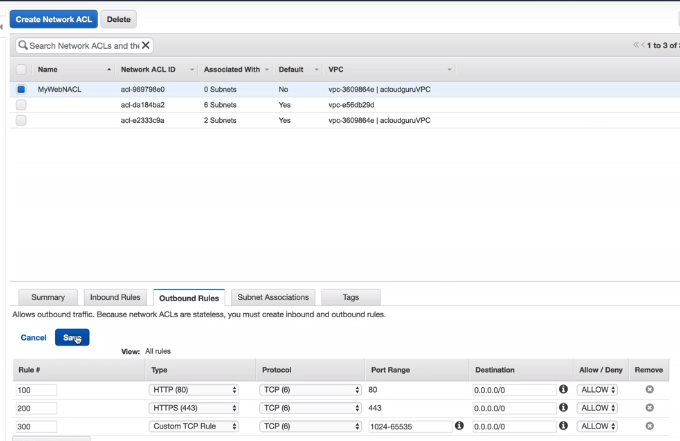 Create Network ACL Delete
Search Network ACLs and the X
1 to 3 of 3
Name Network ACL ID Associated With Default VPC
MyWebNACL acl-989798e0 0 Subnets No vpc-3609864e | acloudguruVPC
acl-da184ba2 6 Subnets Yes vpc-e56db29d
acl-e2333c9a 2 Subnets Yes vpc-3609864e | acloudguruVPC
Summary Inbound Rules Outbound Rules Subnet Associations Tags
Allows outbound traffic. Because network ACLs are stateless, you must create inbound and outbound rules.
Cancel Save
View: All rules
Rule # Type Protocol Port Range Destination Allow / Deny Remove
100 HTTP (80) TCP (6) 80 0.0.0.0/0 ALLOW
200 HTTPS (443) TCP (6) 443 0.0.0.0/0 ALLOW
300 Custom TCP Rule TCP (6) 1024-65535 0.0.0.0/0 ALLOW